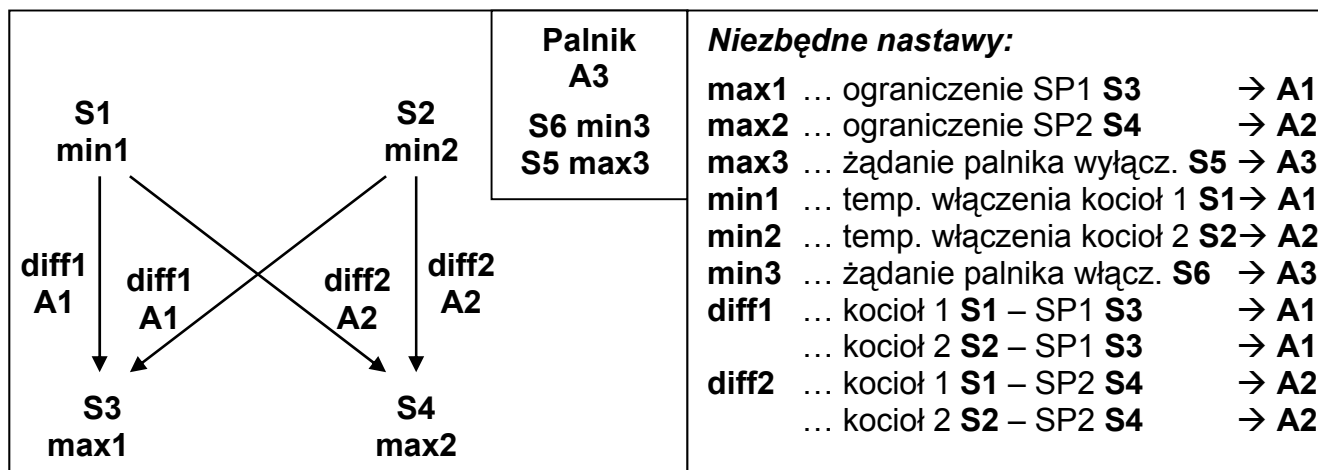 Palnik
A3
S6 min3
S5 max3
S1
min1
S2
min2
diff1
A1
diff1
A1
diff2
A2
diff2
A2
S3
max1
S4
max2
Niezbędne nastawy:
max1 … ograniczenie SP1 S3 → A1
max2 … ograniczenie SP2 S4 → A2
max3 … żądanie palnika wyłącz. S5 → A3
min1 … temp. włączenia kocioł 1 S1→ A1
min2 … temp. włączenia kocioł 2 S2→ A2
min3 … żądanie palnika włącz. S6 → A3
diff1 … kocioł 1 S1 – SP1 S3 → A1
… kocioł 2 S2 – SP1 S3 → A1
diff2 … kocioł 1 S1 – SP2 S4 → A2
… kocioł 2 S2 – SP2 S4 → A2